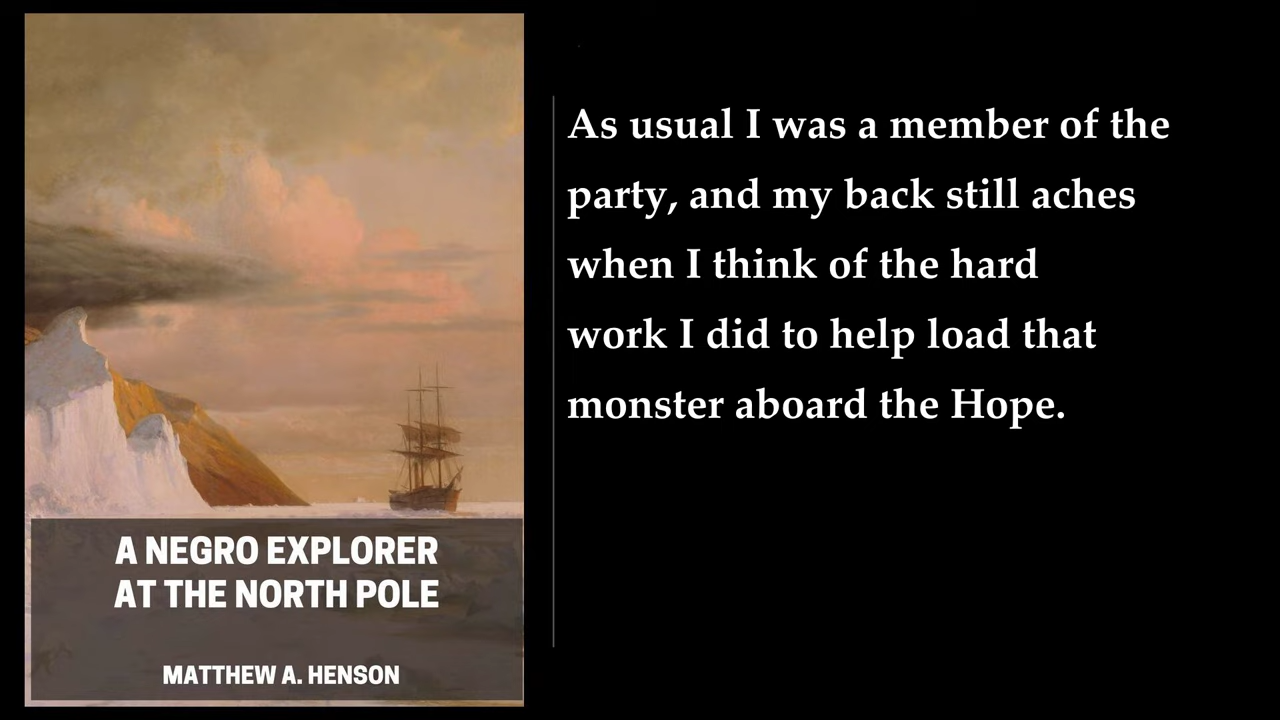 As usual I was a member of the
party, and my back still aches
when I think of the hard
work I did to help load that
monster aboard the Hope.
A NEGRO EXPLORER
AT THE NORTH POLE
MATTHEW A. HENSON